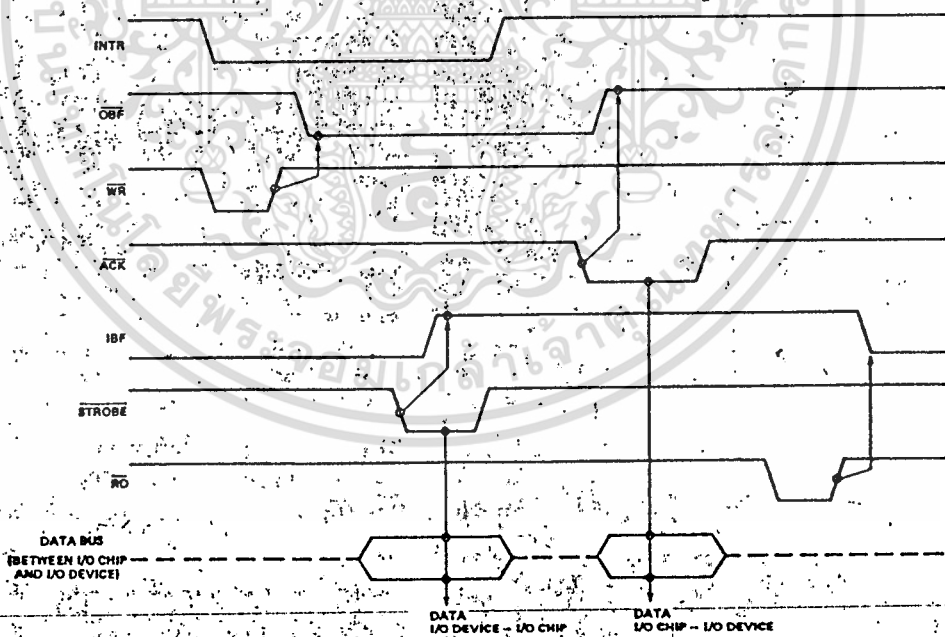 INTR
OBF
WR
ACK
IBF
STROBE
RD
DATA BUS
(BETWEEN I/O CHIP
AND I/O DEVICE)
DATA
I/O DEVICE – I/O CHIP
DATA
I/O CHIP – I/O DEVICE